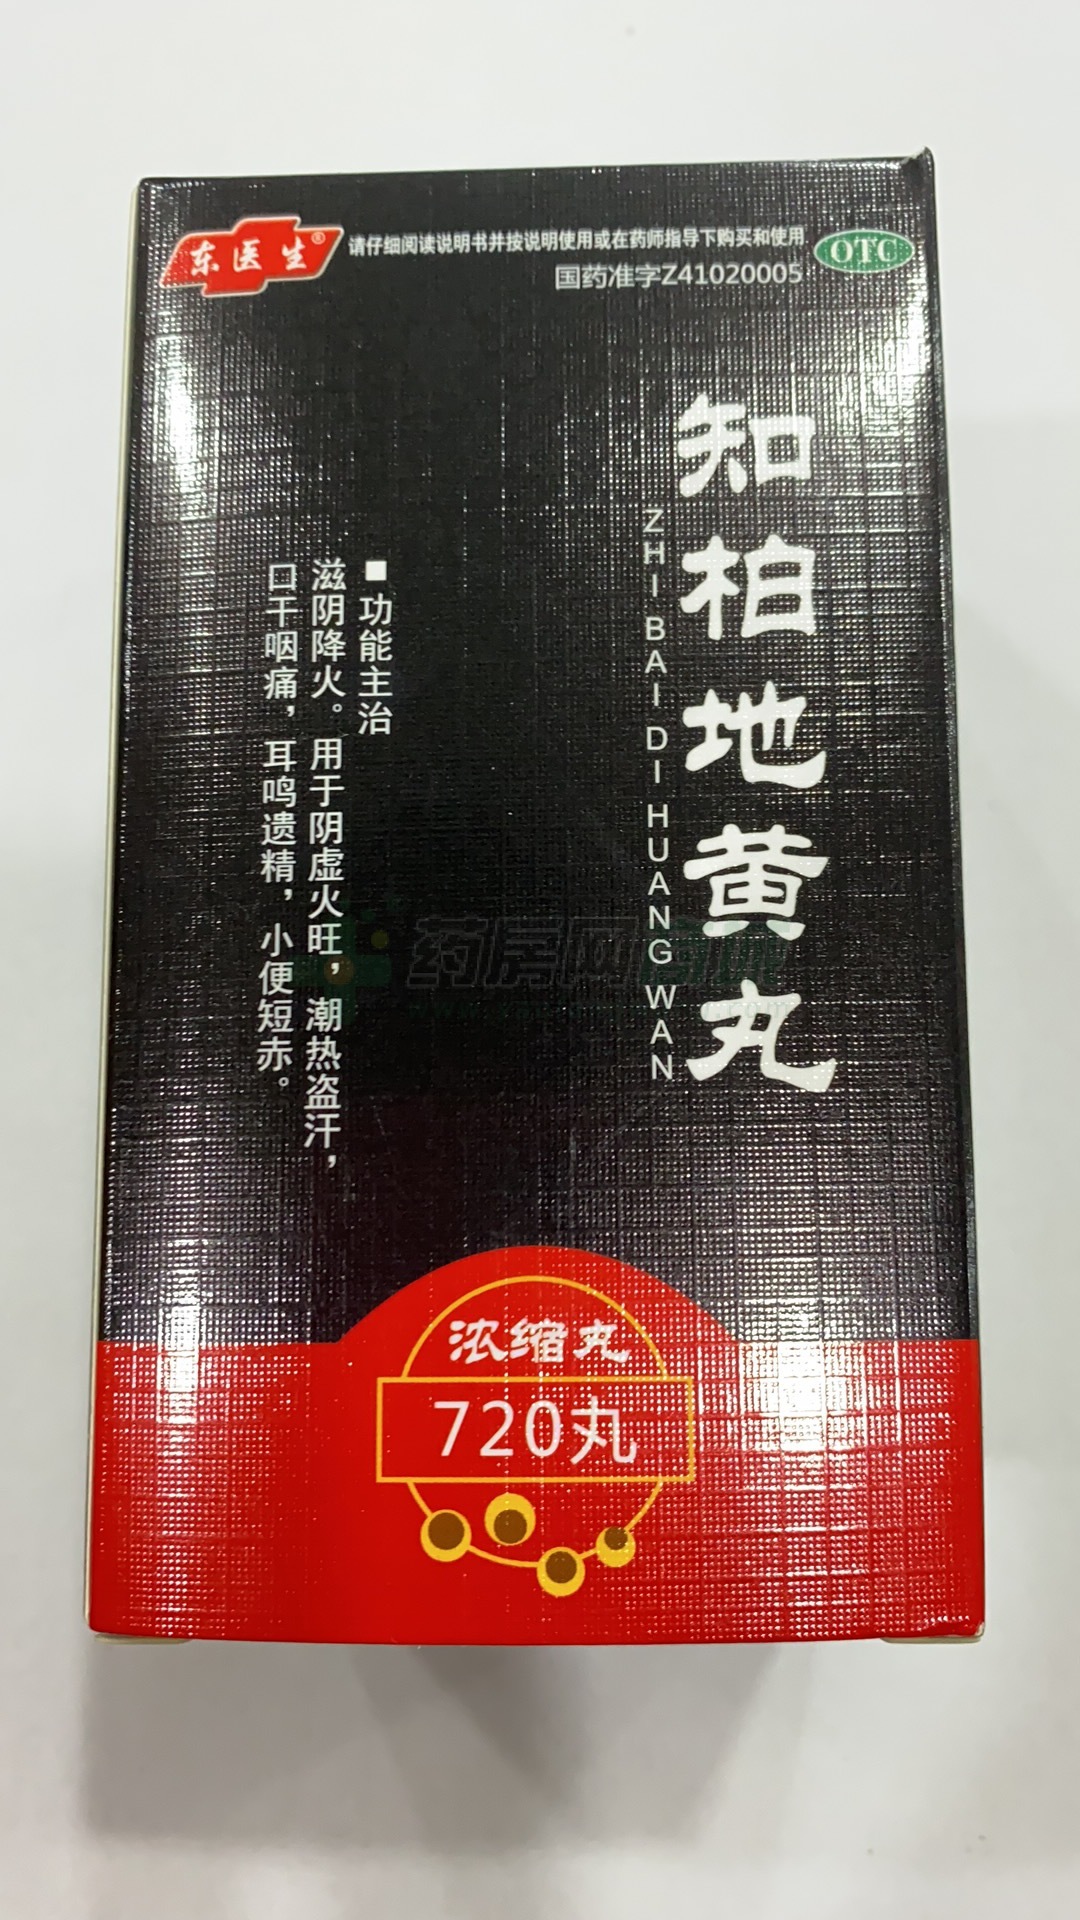 东医生®
请仔细阅读说明书并按说明使用或在药师指导下购买和使用
OTC
国药准字Z41020005
知柏地黄丸
ZHI BAI DI HUANG WAN
■功能主治
滋阴降火。用于阴虚火旺，潮热盗汗，
口干咽痛，耳鸣遗精，小便短赤。
药房网商城
浓缩丸
720丸